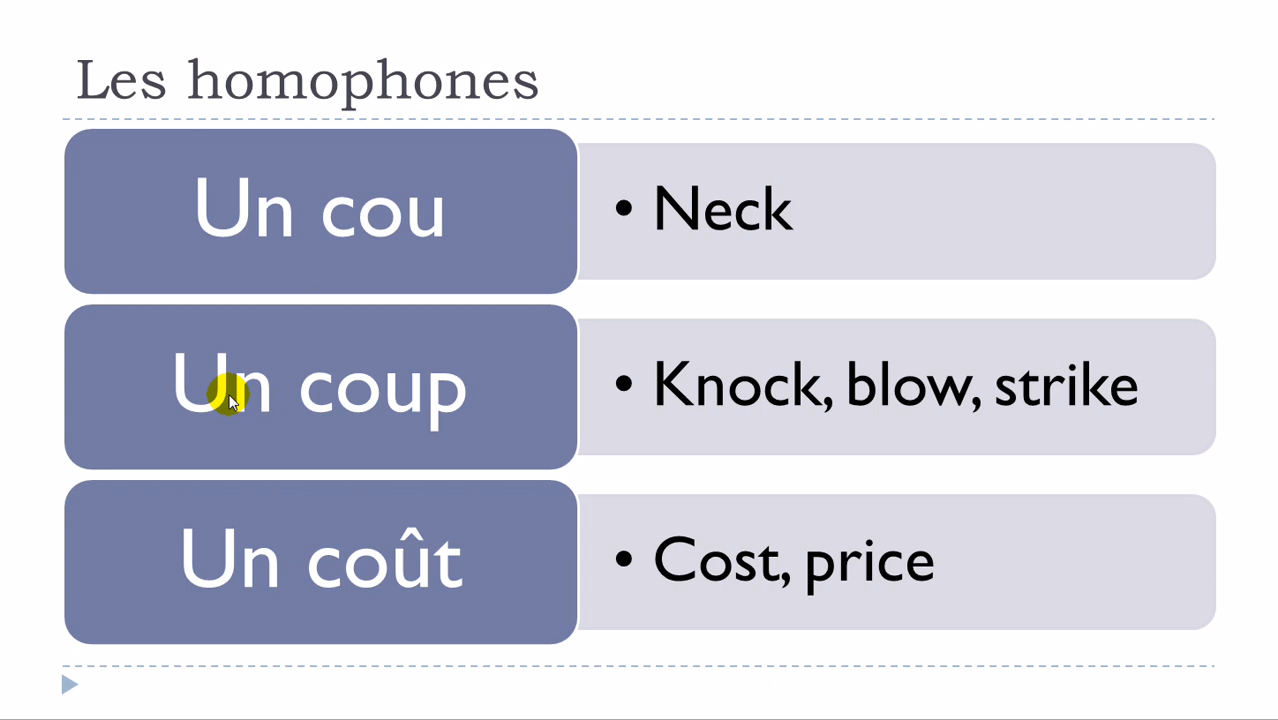 Les homophones
Un cou
• Neck
Un coup
• Knock, blow, strike
Un coût
• Cost, price